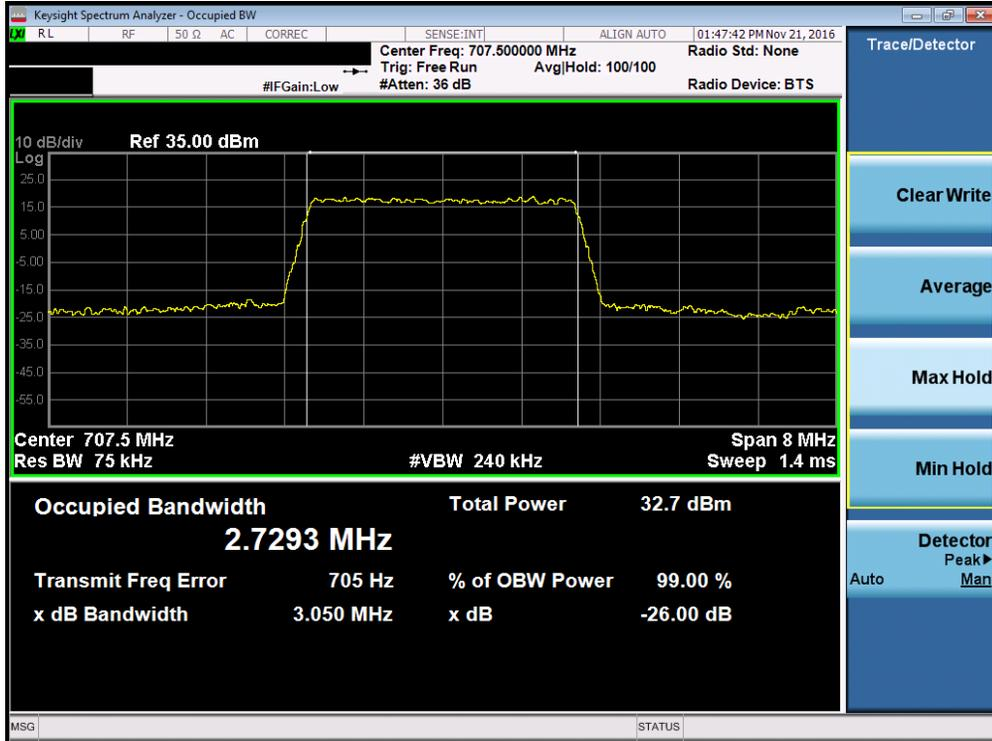 Keysight Spectrum Analyzer - Occupied BW
LXI RL RF 50 Ω AC CORREC SENSE:INT ALIGN AUTO 01:47:42 PM Nov 21, 2016
Center Freq: 707.500000 MHz Radio Std: None
Trig: Free Run Avg|Hold: 100/100
#IFGain:Low #Atten: 36 dB Radio Device: BTS
10 dB/div Ref 35.00 dBm
Log
25.0
15.0
5.00
-5.00
-15.0
-25.0
-35.0
-45.0
-55.0
Center 707.5 MHz Span 8 MHz
Res BW 75 kHz #VBW 240 kHz Sweep 1.4 ms
Occupied Bandwidth Total Power 32.7 dBm
2.7293 MHz
Transmit Freq Error 705 Hz % of OBW Power 99.00 %
x dB Bandwidth 3.050 MHz x dB -26.00 dB
MSG STATUS
Trace/Detector
Clear Write
Average
Max Hold
Min Hold
Detector
Peak▶
Auto Man